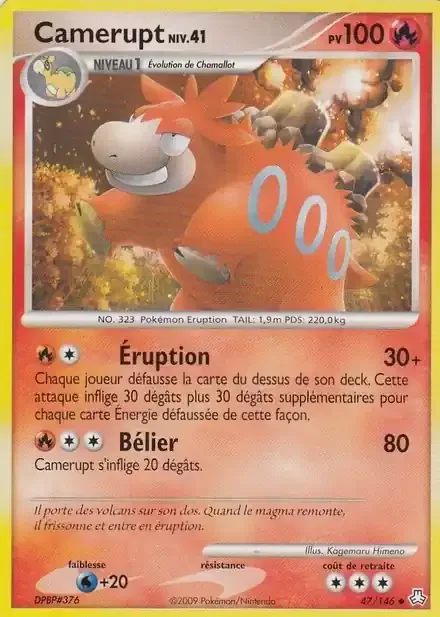 Camerupt NIV.41 PV 100
NIVEAU 1 Évolution de Chamallot
NO. 323 Pokémon Eruption TAIL: 1,9m PDS: 220,0kg
Éruption 30+
Chaque joueur défausse la carte du dessus de son deck. Cette
attaque inflige 30 dégâts plus 30 dégâts supplémentaires pour
chaque carte Énergie défaussée de cette façon.
Bélier 80
Camerupt s'inflige 20 dégâts.
Il porte des volcans sur son dos. Quand le magma remonte,
il frissonne et entre en éruption.
Illus. Kagemaru Himeno
faiblesse résistance coût de retraite
+20
DPBP#376 ©2009 Pokémon/Nintendo 47/146